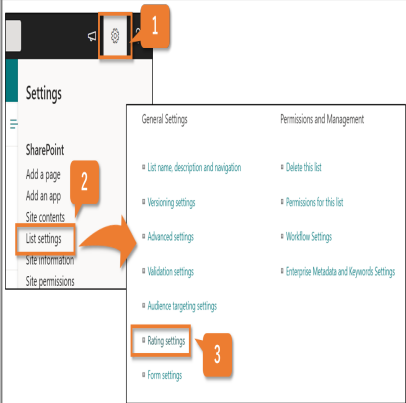 1
Settings
SharePoint
Add a page
Add an app
Site contents
List settings
Site information
Site permissions
2
General Settings
List name, description and navigation
Versioning settings
Advanced settings
Validation settings
Audience targeting settings
Rating settings
Form settings
3
Permissions and Management
Delete this list
Permissions for this list
Workflow Settings
Enterprise Metadata and Keywords Settings